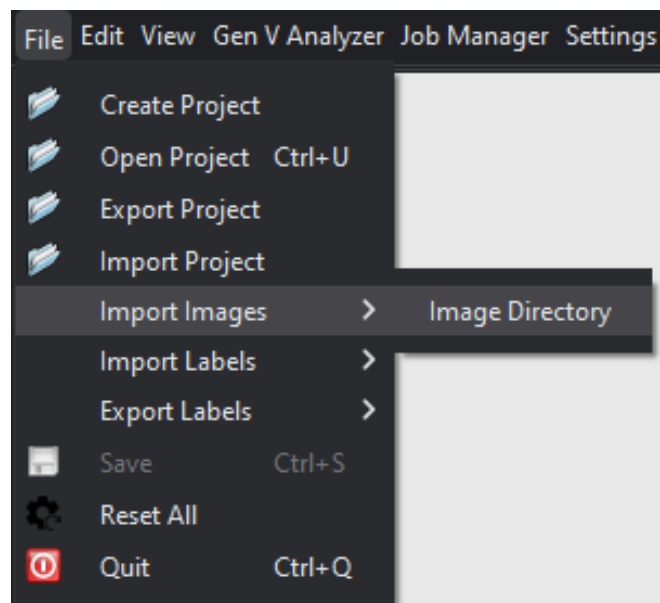 File Edit View Gen V Analyzer Job Manager Settings
Create Project
Open Project Ctrl+U
Export Project
Import Project
Import Images Image Directory
Import Labels
Export Labels
Save Ctrl+S
Reset All
Quit Ctrl+Q